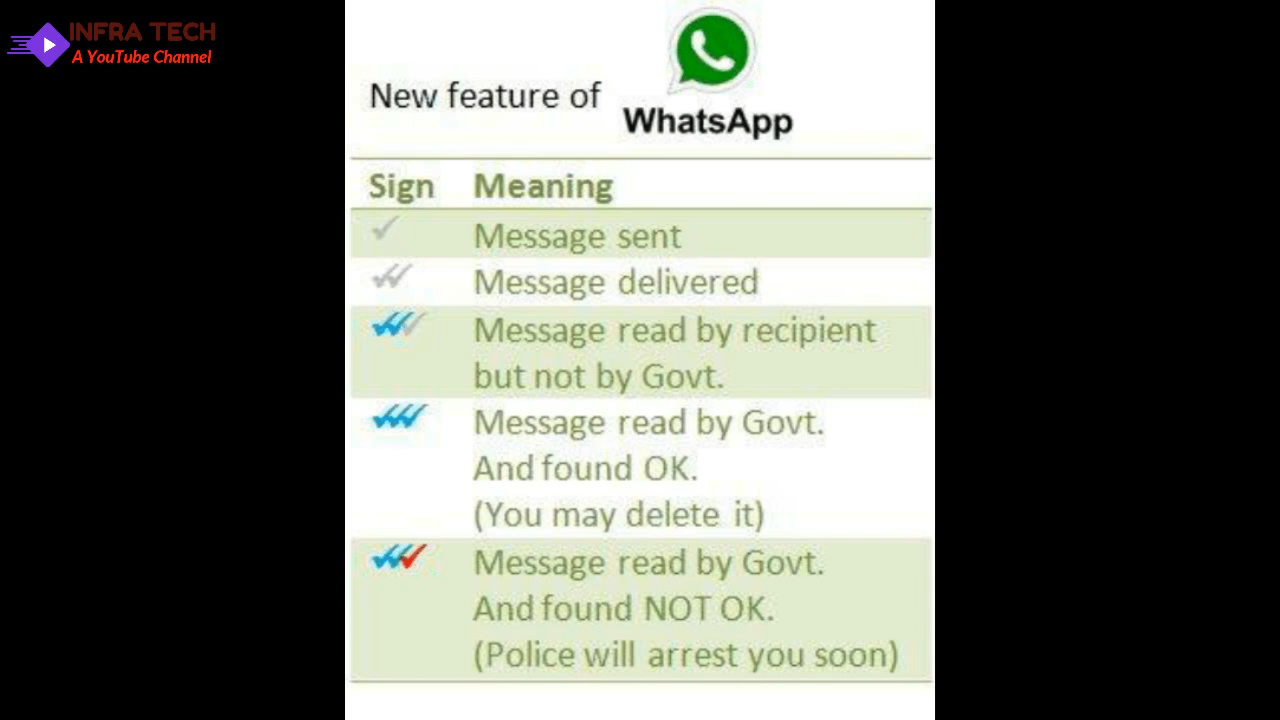 INFRA TECH
A YouTube Channel
New feature of
WhatsApp
Sign Meaning
Message sent
Message delivered
Message read by recipient
but not by Govt.
Message read by Govt.
And found OK.
(You may delete it)
Message read by Govt.
And found NOT OK.
(Police will arrest you soon)